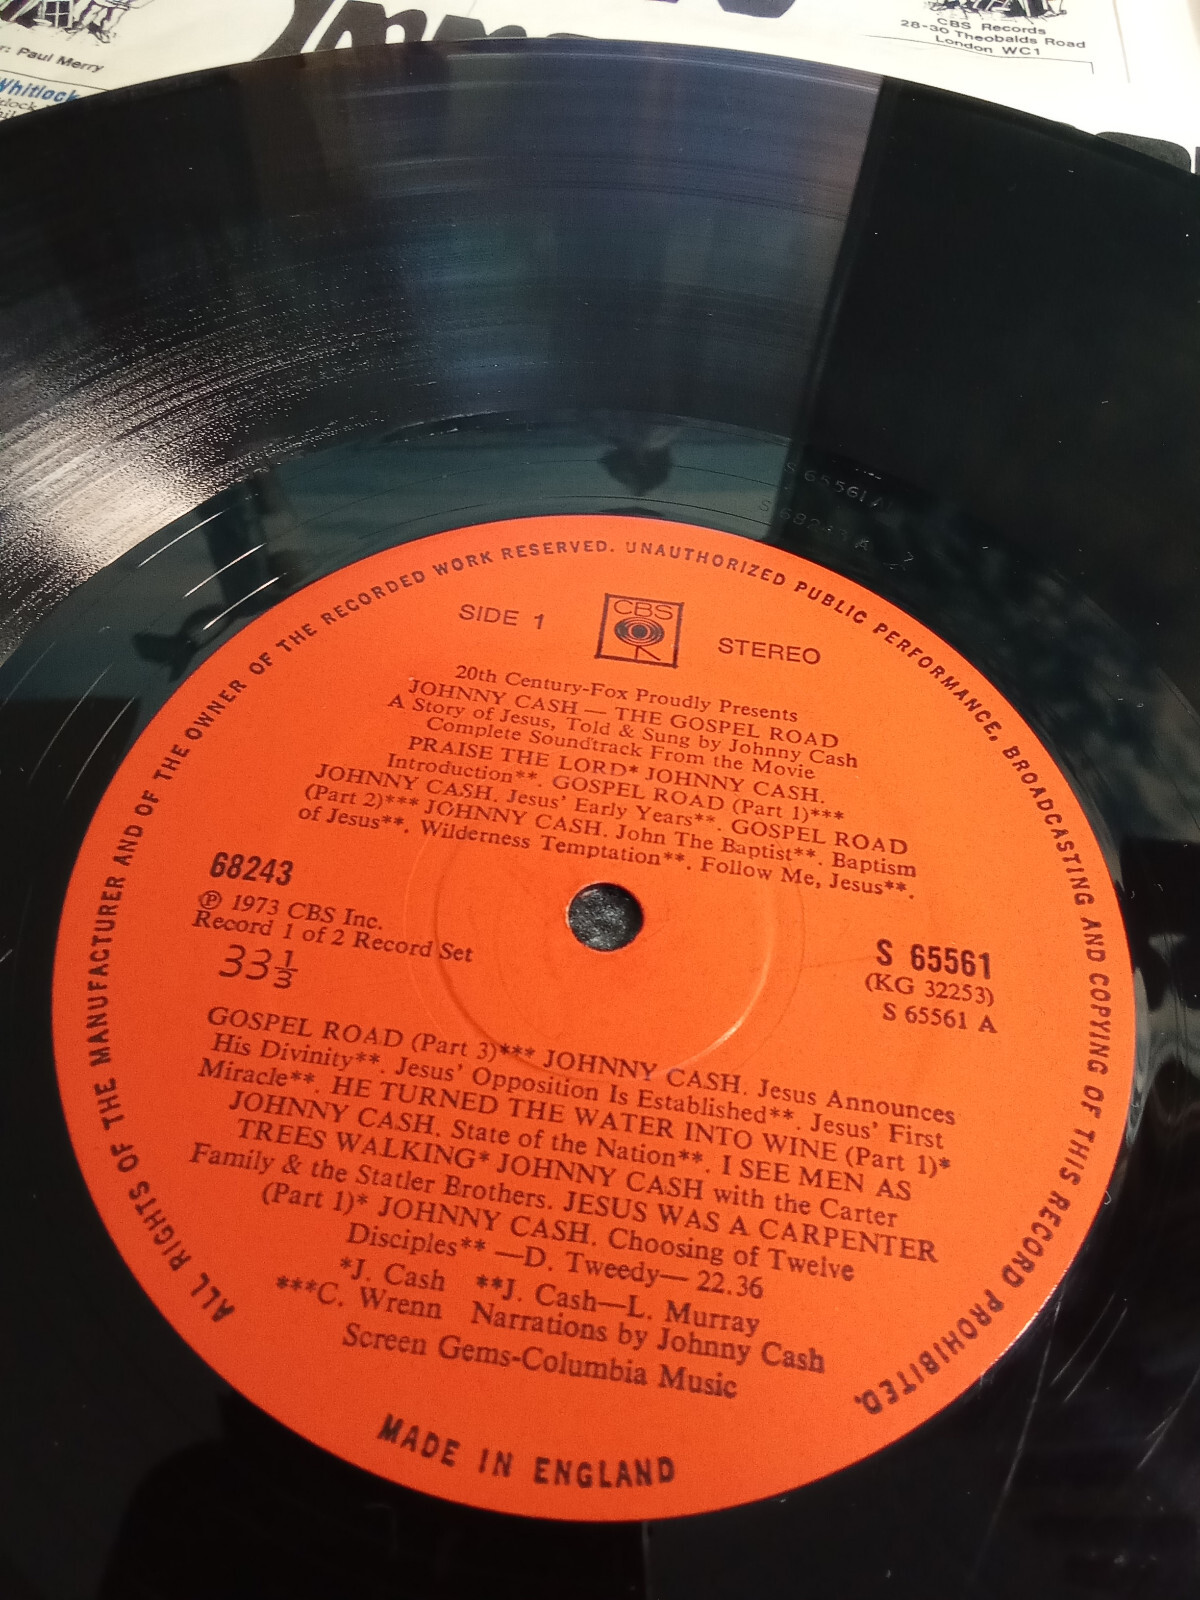 r: Paul Merry
Whitlock
CBS Records
28-30 Theobalds Road
London WC1
S 65561 A
ALL RIGHTS OF THE MANUFACTURER AND OF THE OWNER OF THE RECORDED WORK RESERVED. UNAUTHORIZED PUBLIC PERFORMANCE, BROADCASTING AND COPYING OF THIS RECORD PROHIBITED.
SIDE 1
CBS
STEREO
20th Century-Fox Proudly Presents
JOHNNY CASH — THE GOSPEL ROAD
A Story of Jesus, Told & Sung by Johnny Cash
Complete Soundtrack From the Movie
PRAISE THE LORD* JOHNNY CASH.
Introduction**. GOSPEL ROAD (Part 1)***
JOHNNY CASH. Jesus' Early Years**. GOSPEL ROAD
(Part 2)*** JOHNNY CASH. John The Baptist**. Baptism
of Jesus**. Wilderness Temptation**. Follow Me, Jesus**.
68243
℗ 1973 CBS Inc.
Record 1 of 2 Record Set
33⅓
S 65561
(KG 32253)
S 65561 A
GOSPEL ROAD (Part 3)*** JOHNNY CASH. Jesus Announces
His Divinity**. Jesus' Opposition Is Established**. Jesus' First
Miracle**. HE TURNED THE WATER INTO WINE (Part 1)*
JOHNNY CASH. State of the Nation**. I SEE MEN AS
TREES WALKING* JOHNNY CASH with the Carter
Family & the Statler Brothers. JESUS WAS A CARPENTER
(Part 1)* JOHNNY CASH. Choosing of Twelve
Disciples** —D. Tweedy— 22.36
*J. Cash **J. Cash—L. Murray
***C. Wrenn Narrations by Johnny Cash
Screen Gems-Columbia Music
MADE IN ENGLAND